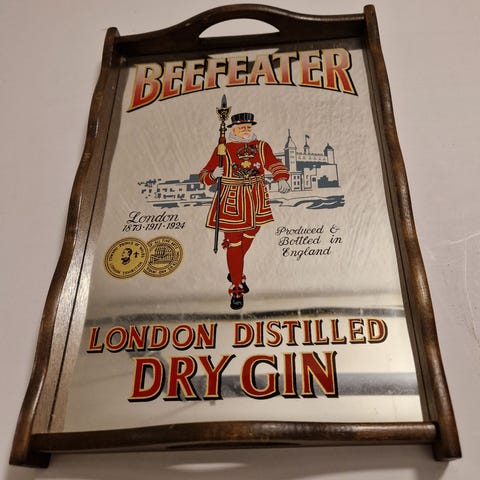 BEEFEATER
London
1873·1911·1924
Produced &
Bottled in
England
LONDON DISTILLED
DRY GIN